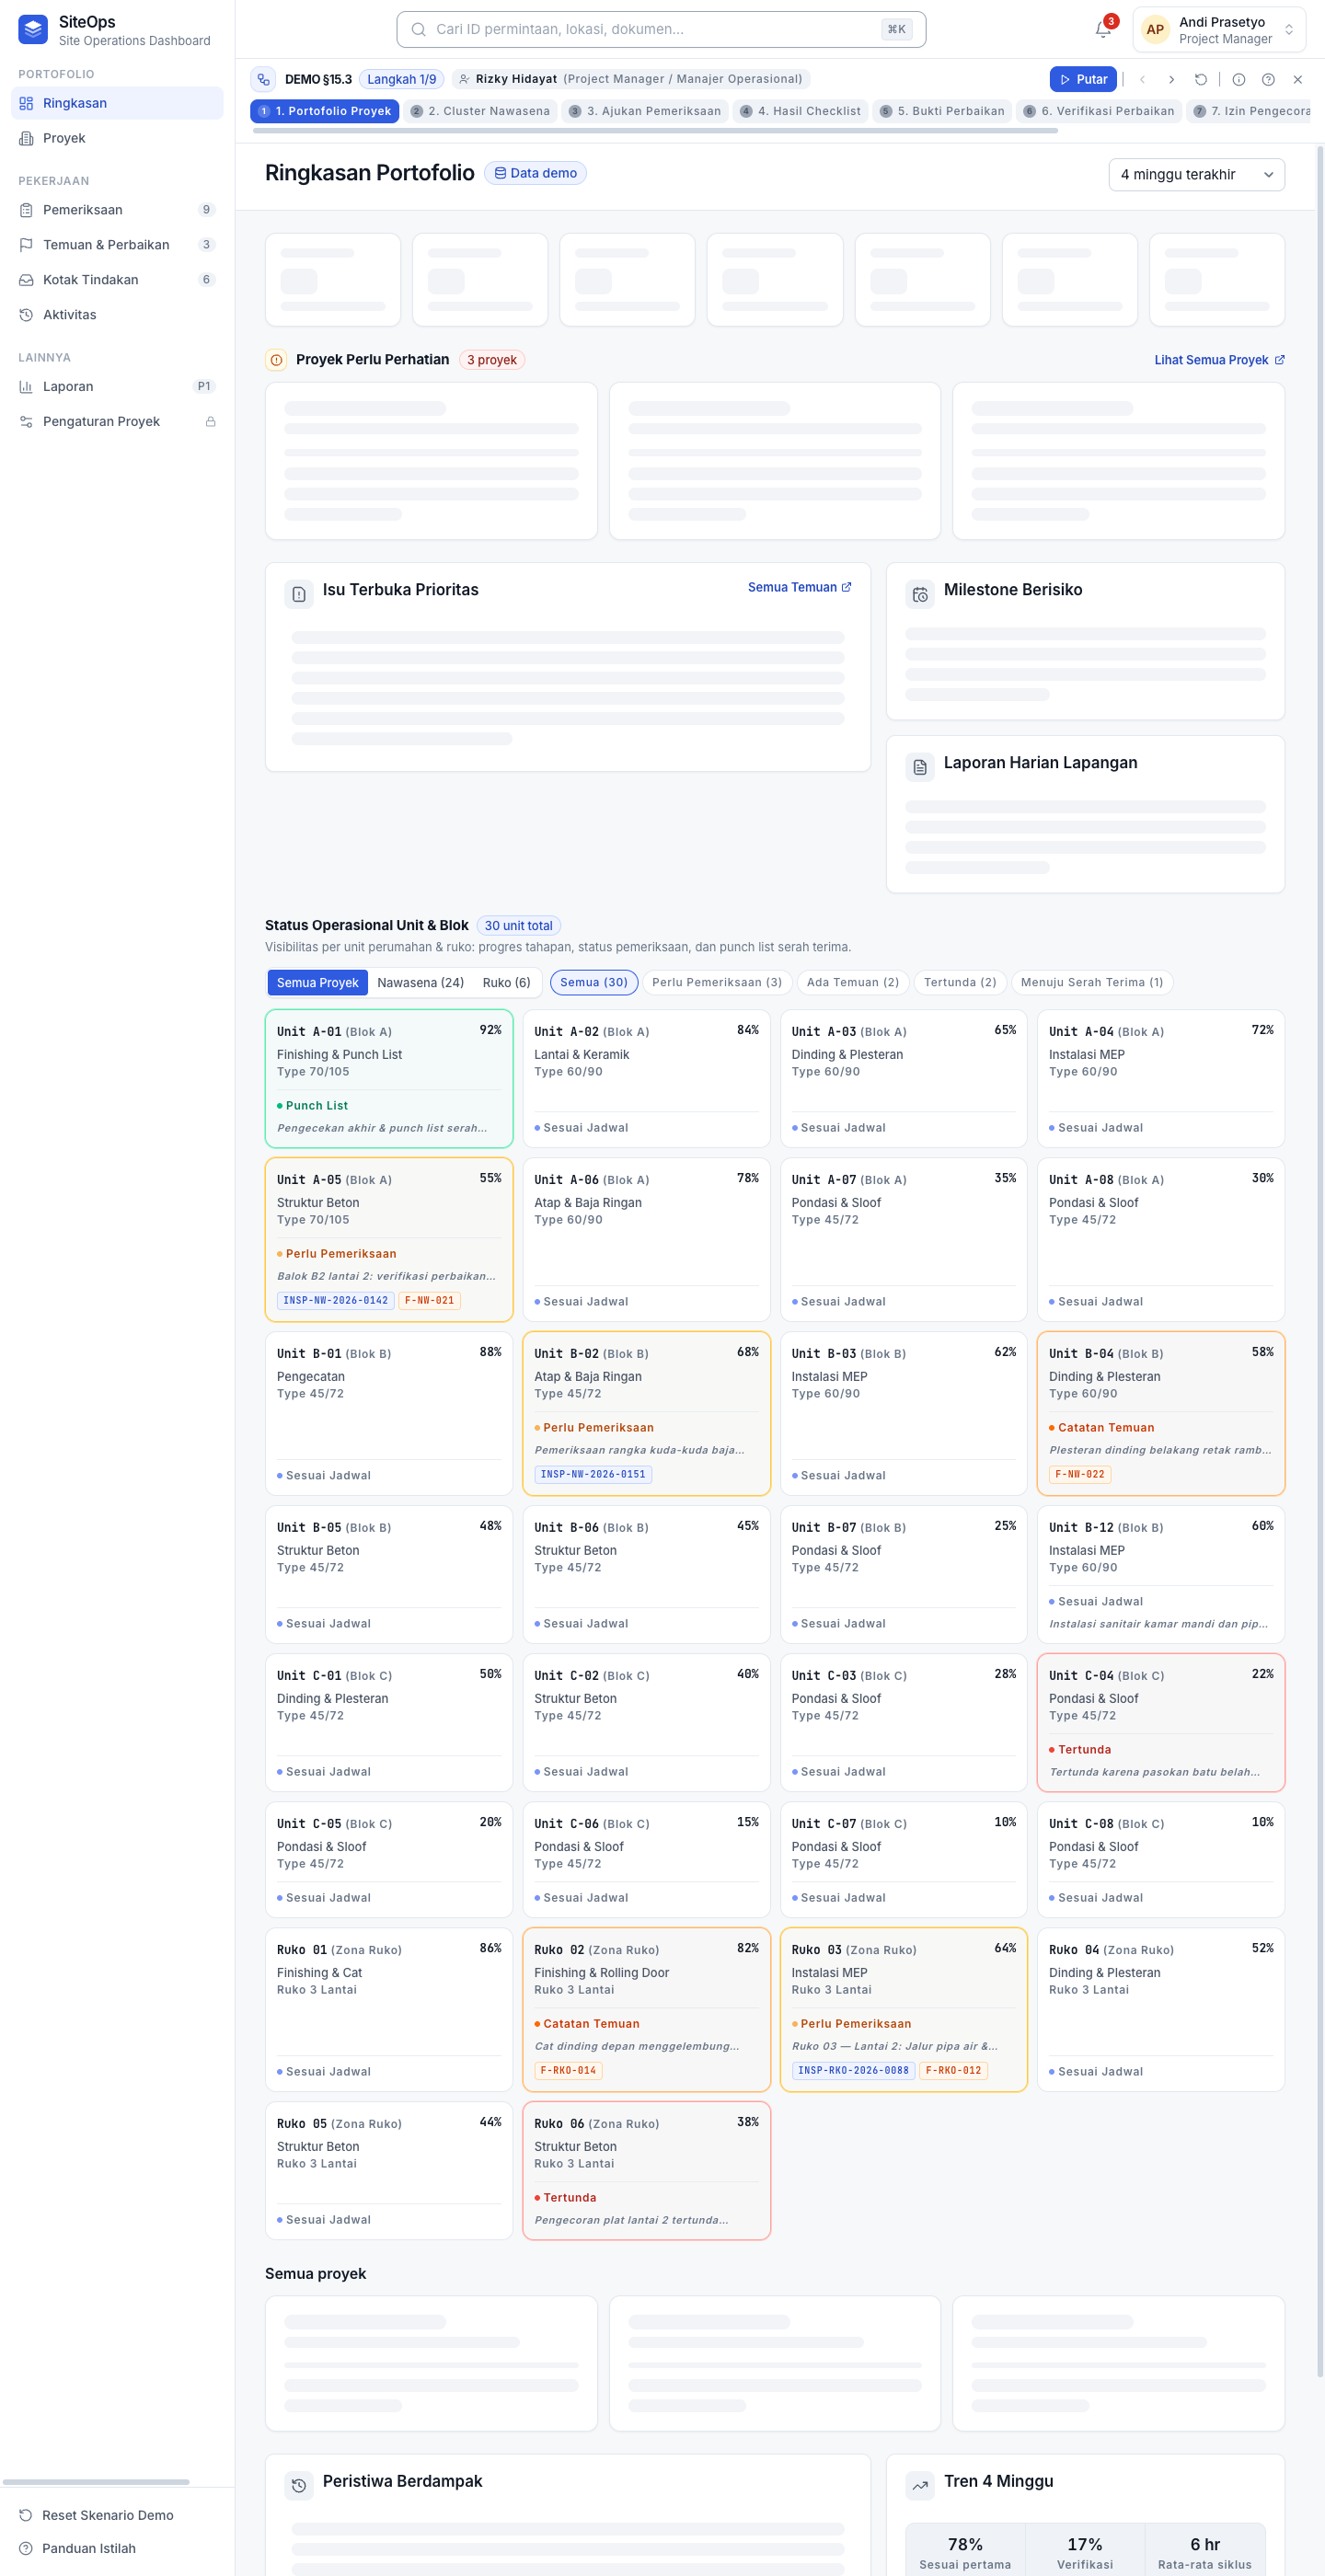 SiteOps
Site Operations Dashboard
PORTOFOLIO
Ringkasan
Proyek
PEKERJAAN
Pemeriksaan 9
Temuan & Perbaikan 3
Kotak Tindakan 6
Aktivitas
LAINNYA
Laporan P1
Pengaturan Proyek
Reset Skenario Demo
Panduan Istilah
Cari ID permintaan, lokasi, dokumen... ⌘K
3
AP
Andi Prasetyo
Project Manager
DEMO §15.3 Langkah 1/9 Rizky Hidayat (Project Manager / Manajer Operasional) Putar
1 1. Portofolio Proyek 2 2. Cluster Nawasena 3 3. Ajukan Pemeriksaan 4 4. Hasil Checklist 5 5. Bukti Perbaikan 6 6. Verifikasi Perbaikan 7 7. Izin Pengecora
Ringkasan Portofolio Data demo 4 minggu terakhir
Proyek Perlu Perhatian 3 proyek Lihat Semua Proyek
Isu Terbuka Prioritas Semua Temuan
Milestone Berisiko
Laporan Harian Lapangan
Status Operasional Unit & Blok 30 unit total
Visibilitas per unit perumahan & ruko: progres tahapan, status pemeriksaan, dan punch list serah terima.
Semua Proyek Nawasena (24) Ruko (6) Semua (30) Perlu Pemeriksaan (3) Ada Temuan (2) Tertunda (2) Menuju Serah Terima (1)
Unit A-01 (Blok A) 92%
Finishing & Punch List
Type 70/105
Punch List
Pengecekan akhir & punch list serah...
Unit A-02 (Blok A) 84%
Lantai & Keramik
Type 60/90
Sesuai Jadwal
Unit A-03 (Blok A) 65%
Dinding & Plesteran
Type 60/90
Sesuai Jadwal
Unit A-04 (Blok A) 72%
Instalasi MEP
Type 60/90
Sesuai Jadwal
Unit A-05 (Blok A) 55%
Struktur Beton
Type 70/105
Perlu Pemeriksaan
Balok B2 lantai 2: verifikasi perbaikan...
INSP-NW-2026-0142 F-NW-021
Unit A-06 (Blok A) 78%
Atap & Baja Ringan
Type 60/90
Sesuai Jadwal
Unit A-07 (Blok A) 35%
Pondasi & Sloof
Type 45/72
Sesuai Jadwal
Unit A-08 (Blok A) 30%
Pondasi & Sloof
Type 45/72
Sesuai Jadwal
Unit B-01 (Blok B) 88%
Pengecatan
Type 45/72
Sesuai Jadwal
Unit B-02 (Blok B) 68%
Atap & Baja Ringan
Type 45/72
Perlu Pemeriksaan
Pemeriksaan rangka kuda-kuda baja...
INSP-NW-2026-0151
Unit B-03 (Blok B) 62%
Instalasi MEP
Type 60/90
Sesuai Jadwal
Unit B-04 (Blok B) 58%
Dinding & Plesteran
Type 60/90
Catatan Temuan
Plesteran dinding belakang retak ramb...
F-NW-022
Unit B-05 (Blok B) 48%
Struktur Beton
Type 45/72
Sesuai Jadwal
Unit B-06 (Blok B) 45%
Struktur Beton
Type 45/72
Sesuai Jadwal
Unit B-07 (Blok B) 25%
Pondasi & Sloof
Type 45/72
Sesuai Jadwal
Unit B-12 (Blok B) 60%
Instalasi MEP
Type 60/90
Sesuai Jadwal
Instalasi sanitair kamar mandi dan pip...
Unit C-01 (Blok C) 50%
Dinding & Plesteran
Type 45/72
Sesuai Jadwal
Unit C-02 (Blok C) 40%
Struktur Beton
Type 45/72
Sesuai Jadwal
Unit C-03 (Blok C) 28%
Pondasi & Sloof
Type 45/72
Sesuai Jadwal
Unit C-04 (Blok C) 22%
Pondasi & Sloof
Type 45/72
Tertunda
Tertunda karena pasokan batu belah...
Unit C-05 (Blok C) 20%
Pondasi & Sloof
Type 45/72
Sesuai Jadwal
Unit C-06 (Blok C) 15%
Pondasi & Sloof
Type 45/72
Sesuai Jadwal
Unit C-07 (Blok C) 10%
Pondasi & Sloof
Type 45/72
Sesuai Jadwal
Unit C-08 (Blok C) 10%
Pondasi & Sloof
Type 45/72
Sesuai Jadwal
Ruko 01 (Zona Ruko) 86%
Finishing & Cat
Ruko 3 Lantai
Sesuai Jadwal
Ruko 02 (Zona Ruko) 82%
Finishing & Rolling Door
Ruko 3 Lantai
Catatan Temuan
Cat dinding depan menggelembung...
F-RKO-014
Ruko 03 (Zona Ruko) 64%
Instalasi MEP
Ruko 3 Lantai
Perlu Pemeriksaan
Ruko 03 — Lantai 2: Jalur pipa air &...
INSP-RKO-2026-0088 F-RKO-012
Ruko 04 (Zona Ruko) 52%
Dinding & Plesteran
Ruko 3 Lantai
Sesuai Jadwal
Ruko 05 (Zona Ruko) 44%
Struktur Beton
Ruko 3 Lantai
Sesuai Jadwal
Ruko 06 (Zona Ruko) 38%
Struktur Beton
Ruko 3 Lantai
Tertunda
Pengecoran plat lantai 2 tertunda...
Semua proyek
Peristiwa Berdampak
Tren 4 Minggu
78% 17% 6 hr
Sesuai pertama Verifikasi Rata-rata siklus